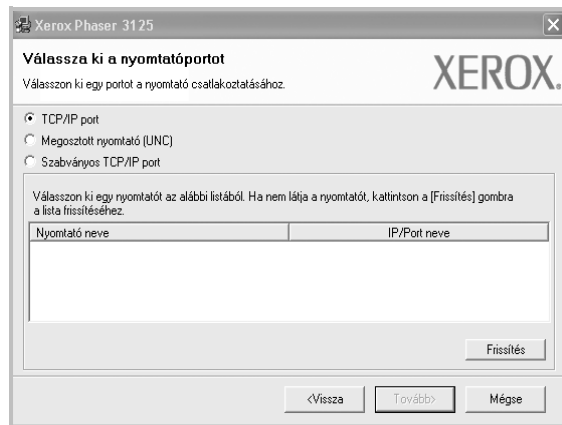 Xerox Phaser 3125
Válassza ki a nyomtatóportot
Válasszon ki egy portot a nyomtató csatlakoztatásához.
XEROX.
TCP/IP port
Megosztott nyomtató (UNC)
Szabványos TCP/IP port
Válasszon ki egy nyomtatót az alábbi listából. Ha nem látja a nyomtatót, kattintson a [Frissítés] gombra
a lista frissítéséhez.
Nyomtató neve IP/Port neve
Frissítés
<Vissza Tovább> Mégse